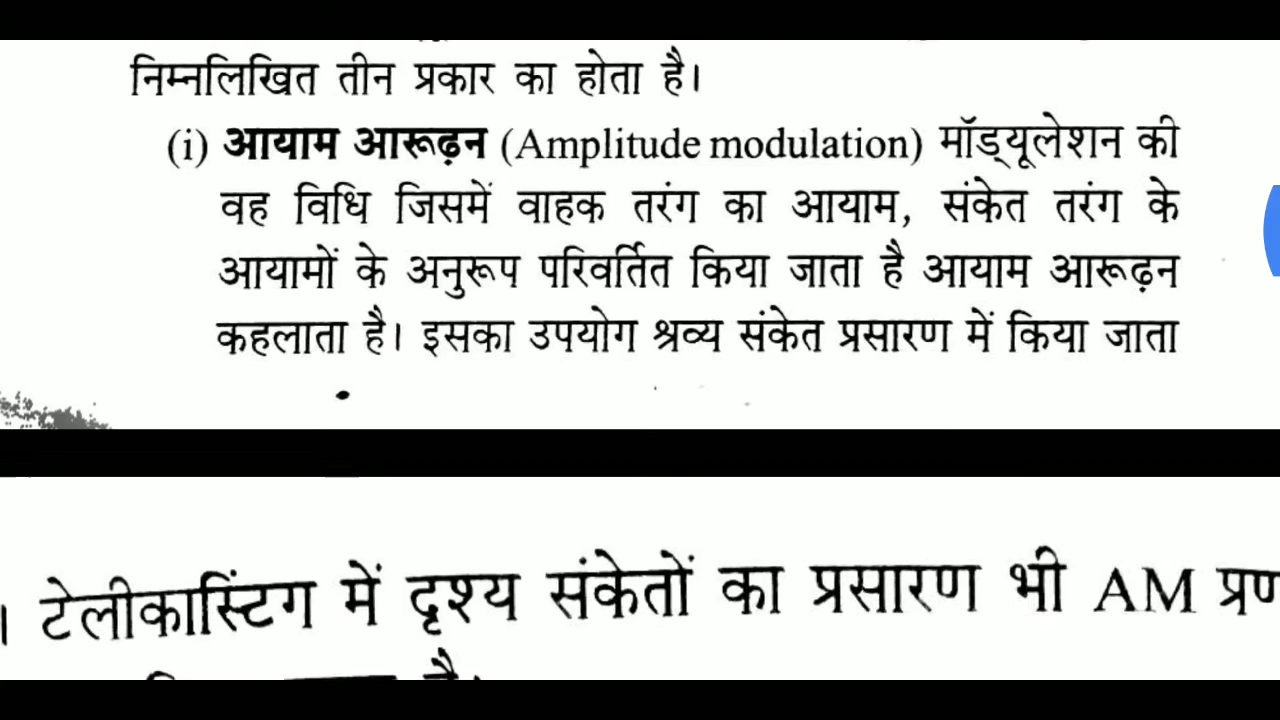 निम्नलिखित तीन प्रकार का होता है।
(i) आयाम आरूढ़न (Amplitude modulation) मॉड्यूलेशन की
वह विधि जिसमें वाहक तरंग का आयाम, संकेत तरंग के
आयामों के अनुरूप परिवर्तित किया जाता है आयाम आरूढ़न
कहलाता है। इसका उपयोग श्रव्य संकेत प्रसारण में किया जाता
। टेलीकास्टिंग में दृश्य संकेतों का प्रसारण भी AM
है।